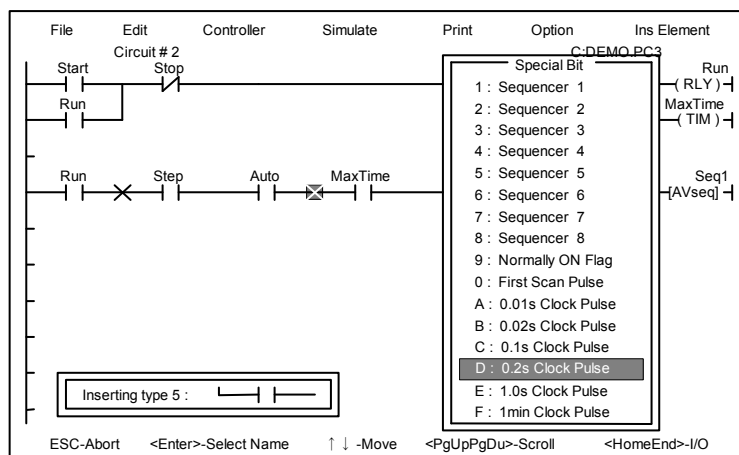 File Edit Controller Simulate Print Option Ins Element
Circuit # 2 C:DEMO.PC3
Start Stop Run
( RLY )
Run MaxTime
( TIM )
Run Step Auto MaxTime Seq1
[AVseq]
Special Bit
1 : Sequencer 1
2 : Sequencer 2
3 : Sequencer 3
4 : Sequencer 4
5 : Sequencer 5
6 : Sequencer 6
7 : Sequencer 7
8 : Sequencer 8
9 : Normally ON Flag
0 : First Scan Pulse
A : 0.01s Clock Pulse
B : 0.02s Clock Pulse
C : 0.1s Clock Pulse
D : 0.2s Clock Pulse
E : 1.0s Clock Pulse
F : 1min Clock Pulse
Inserting type 5 :
ESC-Abort <Enter>-Select Name ↑ ↓ -Move <PgUpPgDu>-Scroll <HomeEnd>-I/O